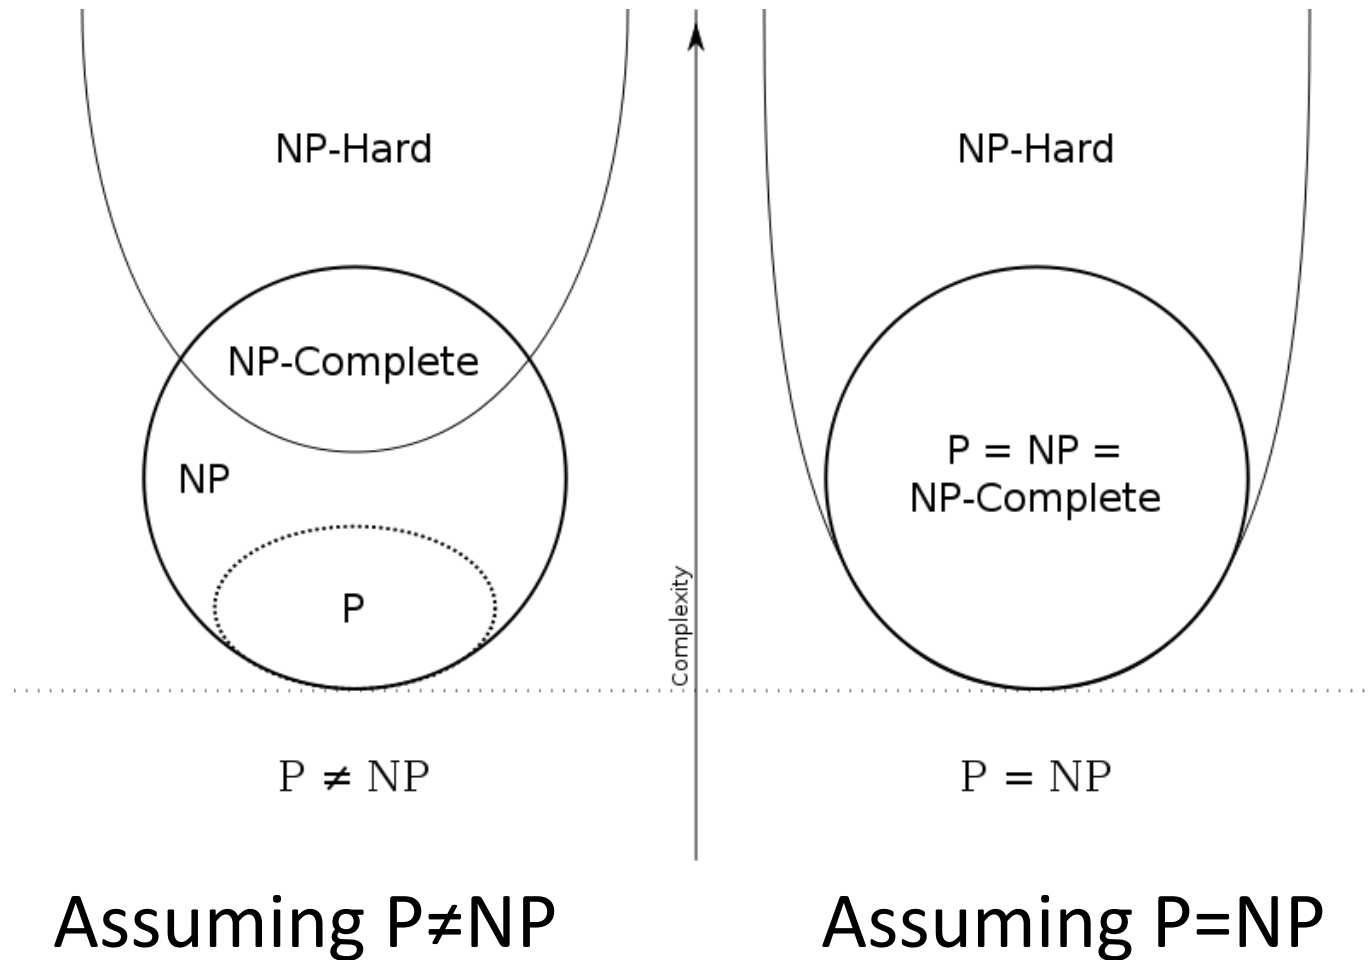 NP-Hard
NP-Complete
NP
P
P ≠ NP
Complexity
NP-Hard
P = NP =
NP-Complete
P = NP
Assuming P≠NP
Assuming P=NP